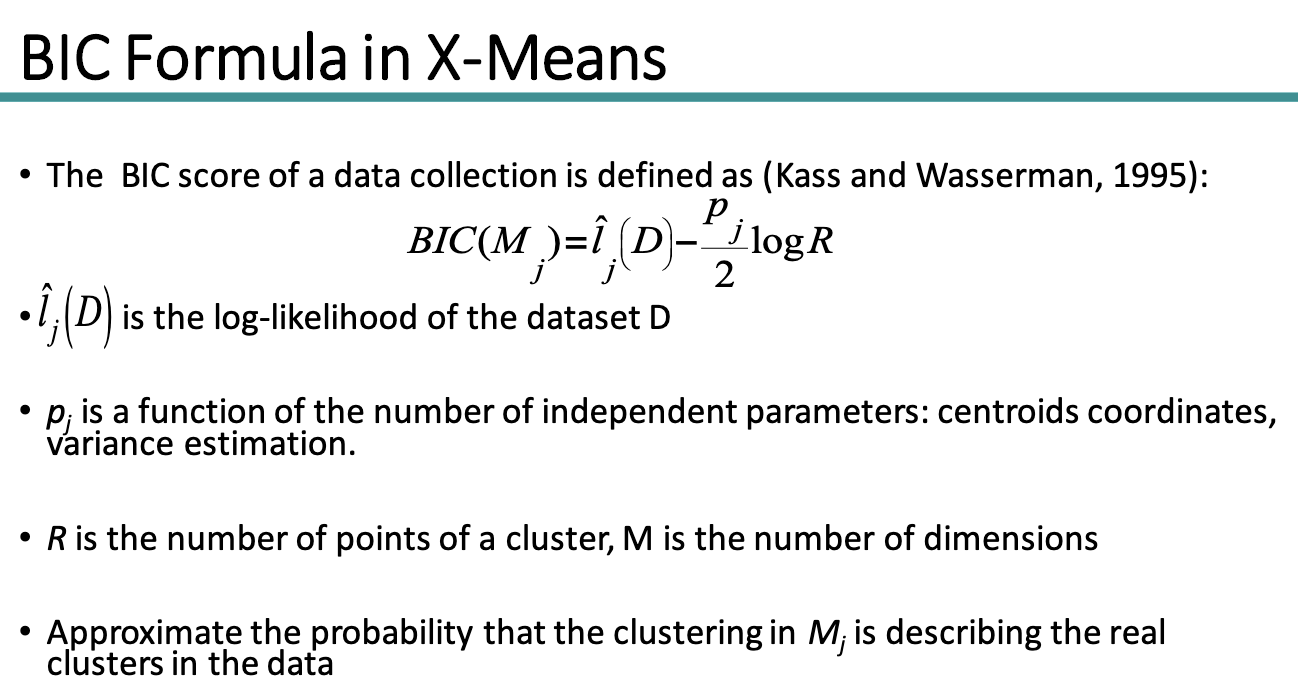 BIC Formula in X-Means
• The BIC score of a data collection is defined as (Kass and Wasserman, 1995):
BIC(M_j)=l̂_j(D)−p_j/2 log R
• l̂_j(D) is the log-likelihood of the dataset D
• p_j is a function of the number of independent parameters: centroids coordinates,
variance estimation.
• R is the number of points of a cluster, M is the number of dimensions
• Approximate the probability that the clustering in M_j is describing the real
clusters in the data